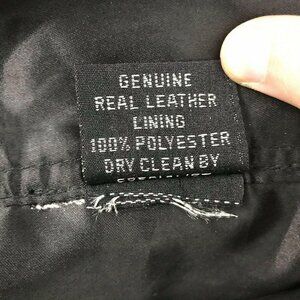 GENUINE
REAL LEATHER
LINING
100% POLYESTER
DRY CLEAN BY